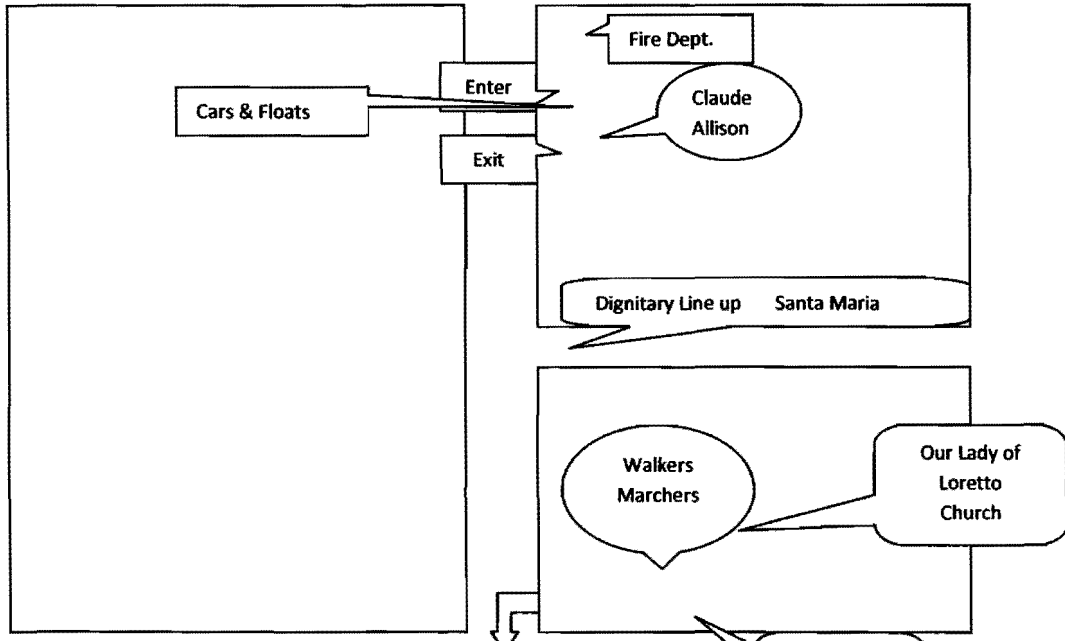 Fire Dept.
Enter
Cars & Floats
Claude
Allison
Exit
Dignitary Line up Santa Maria
Walkers
Marchers
Our Lady of
Loretto
Church